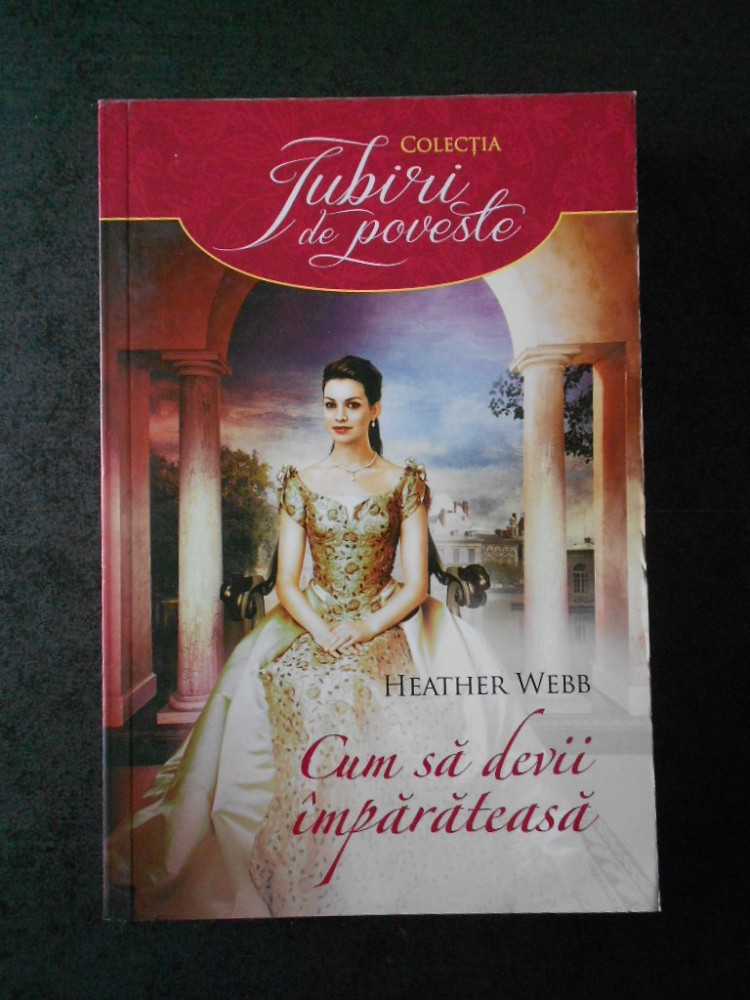 COLECȚIA
Iubiri
de poveste
HEATHER WEBB
Cum să devii
împărăteasă